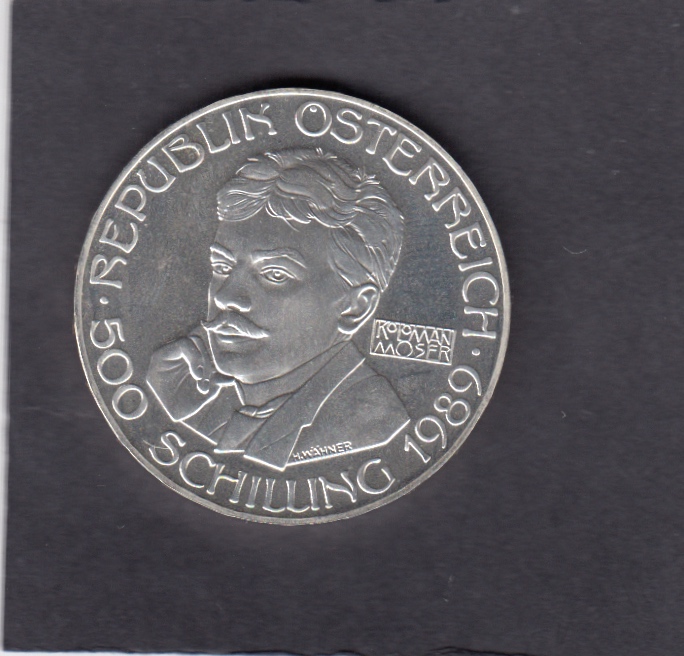 REPUBLIK ÖSTERREICH · 1989
500 SCHILLING ·
KOLOMAN
MOSER
H.WÄHNER